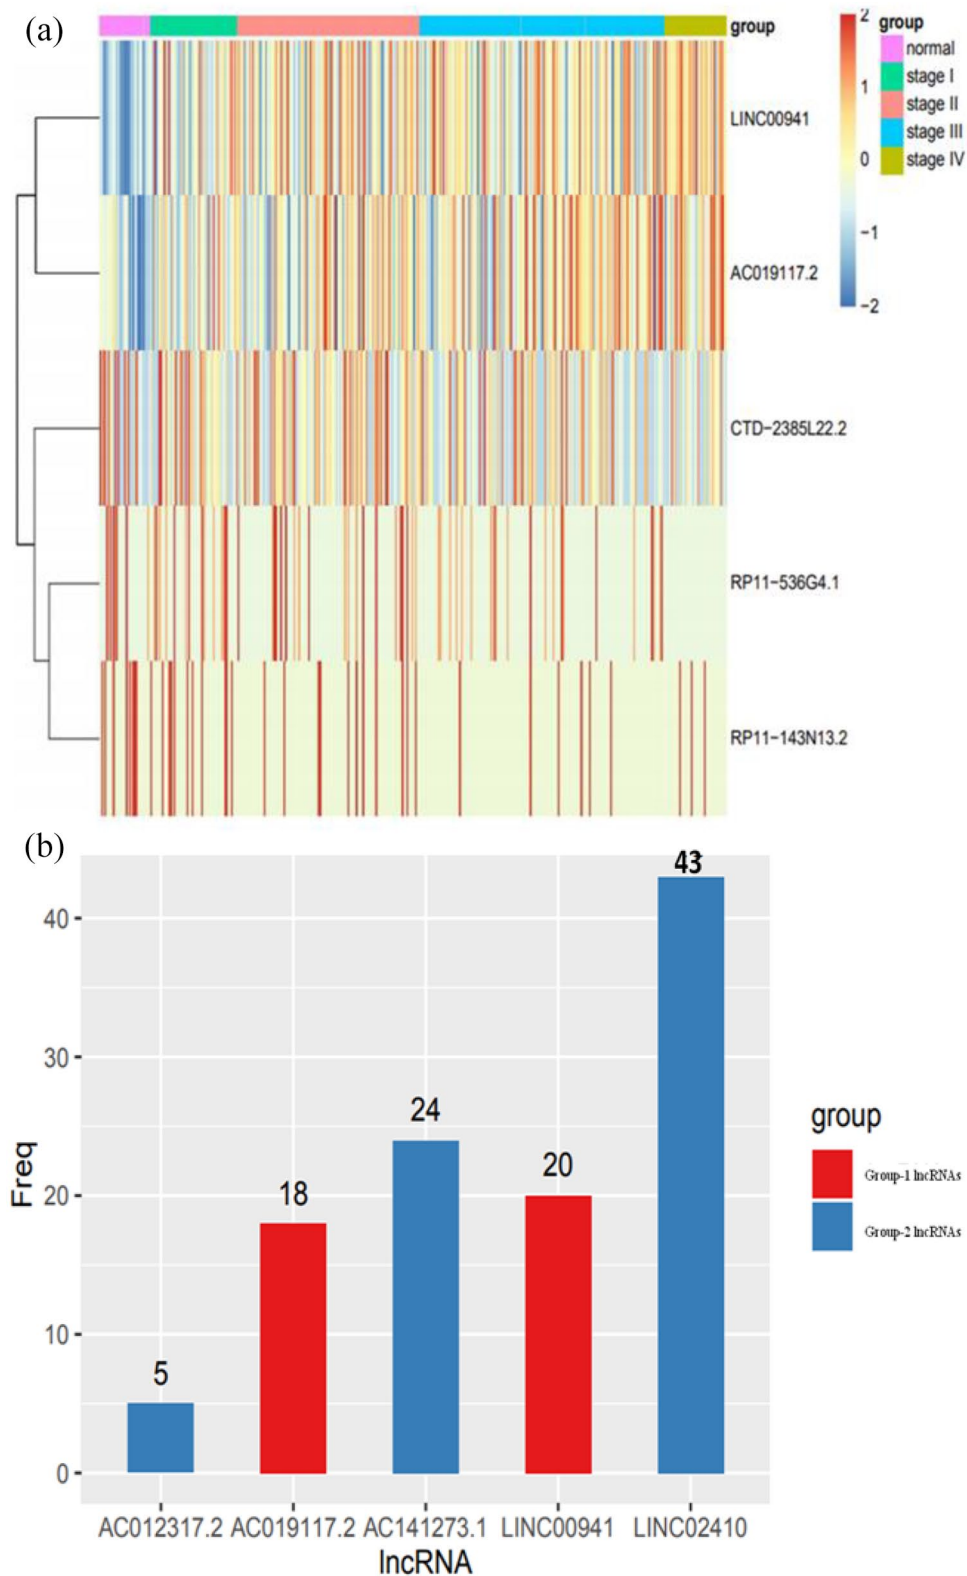 (a)
group
LINC00941
AC019117.2
CTD-2385L22.2
RP11-536G4.1
RP11-143N13.2
2
1
0
-1
-2
group
normal
stage I
stage II
stage III
stage IV
(b)
Freq
40
30
20
10
0
5
18
24
20
43
AC012317.2 AC019117.2 AC141273.1 LINC00941 LINC02410
lncRNA
group
Group-1 lncRNAs
Group-2 lncRNAs